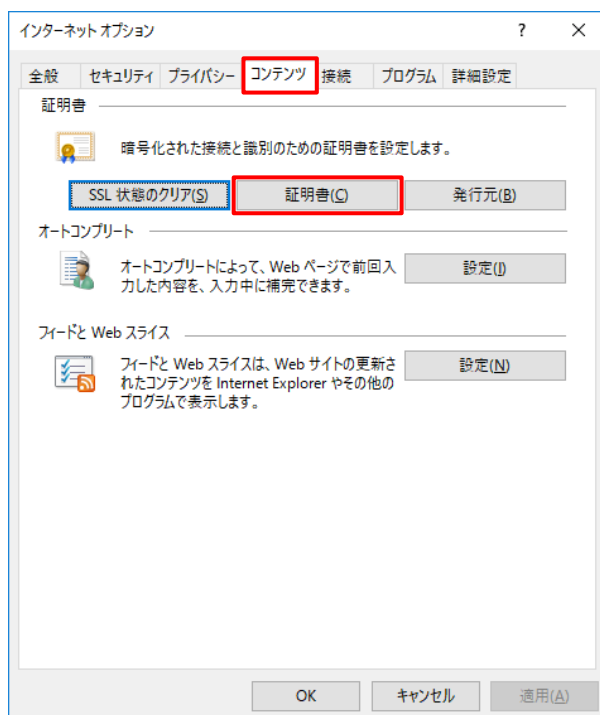 インターネット オプション ? ×
全般 セキュリティ プライバシー コンテンツ 接続 プログラム 詳細設定
証明書
暗号化された接続と識別のための証明書を設定します。
SSL 状態のクリア(S) 証明書(C) 発行元(B)
オートコンプリート
オートコンプリートによって、Web ページで前回入
力した内容を、入力中に補完できます。
設定(I)
フィードと Web スライス
フィードと Web スライスは、Web サイトの更新さ
れたコンテンツを Internet Explorer やその他の
プログラムで表示します。
設定(N)
OK キャンセル 適用(A)